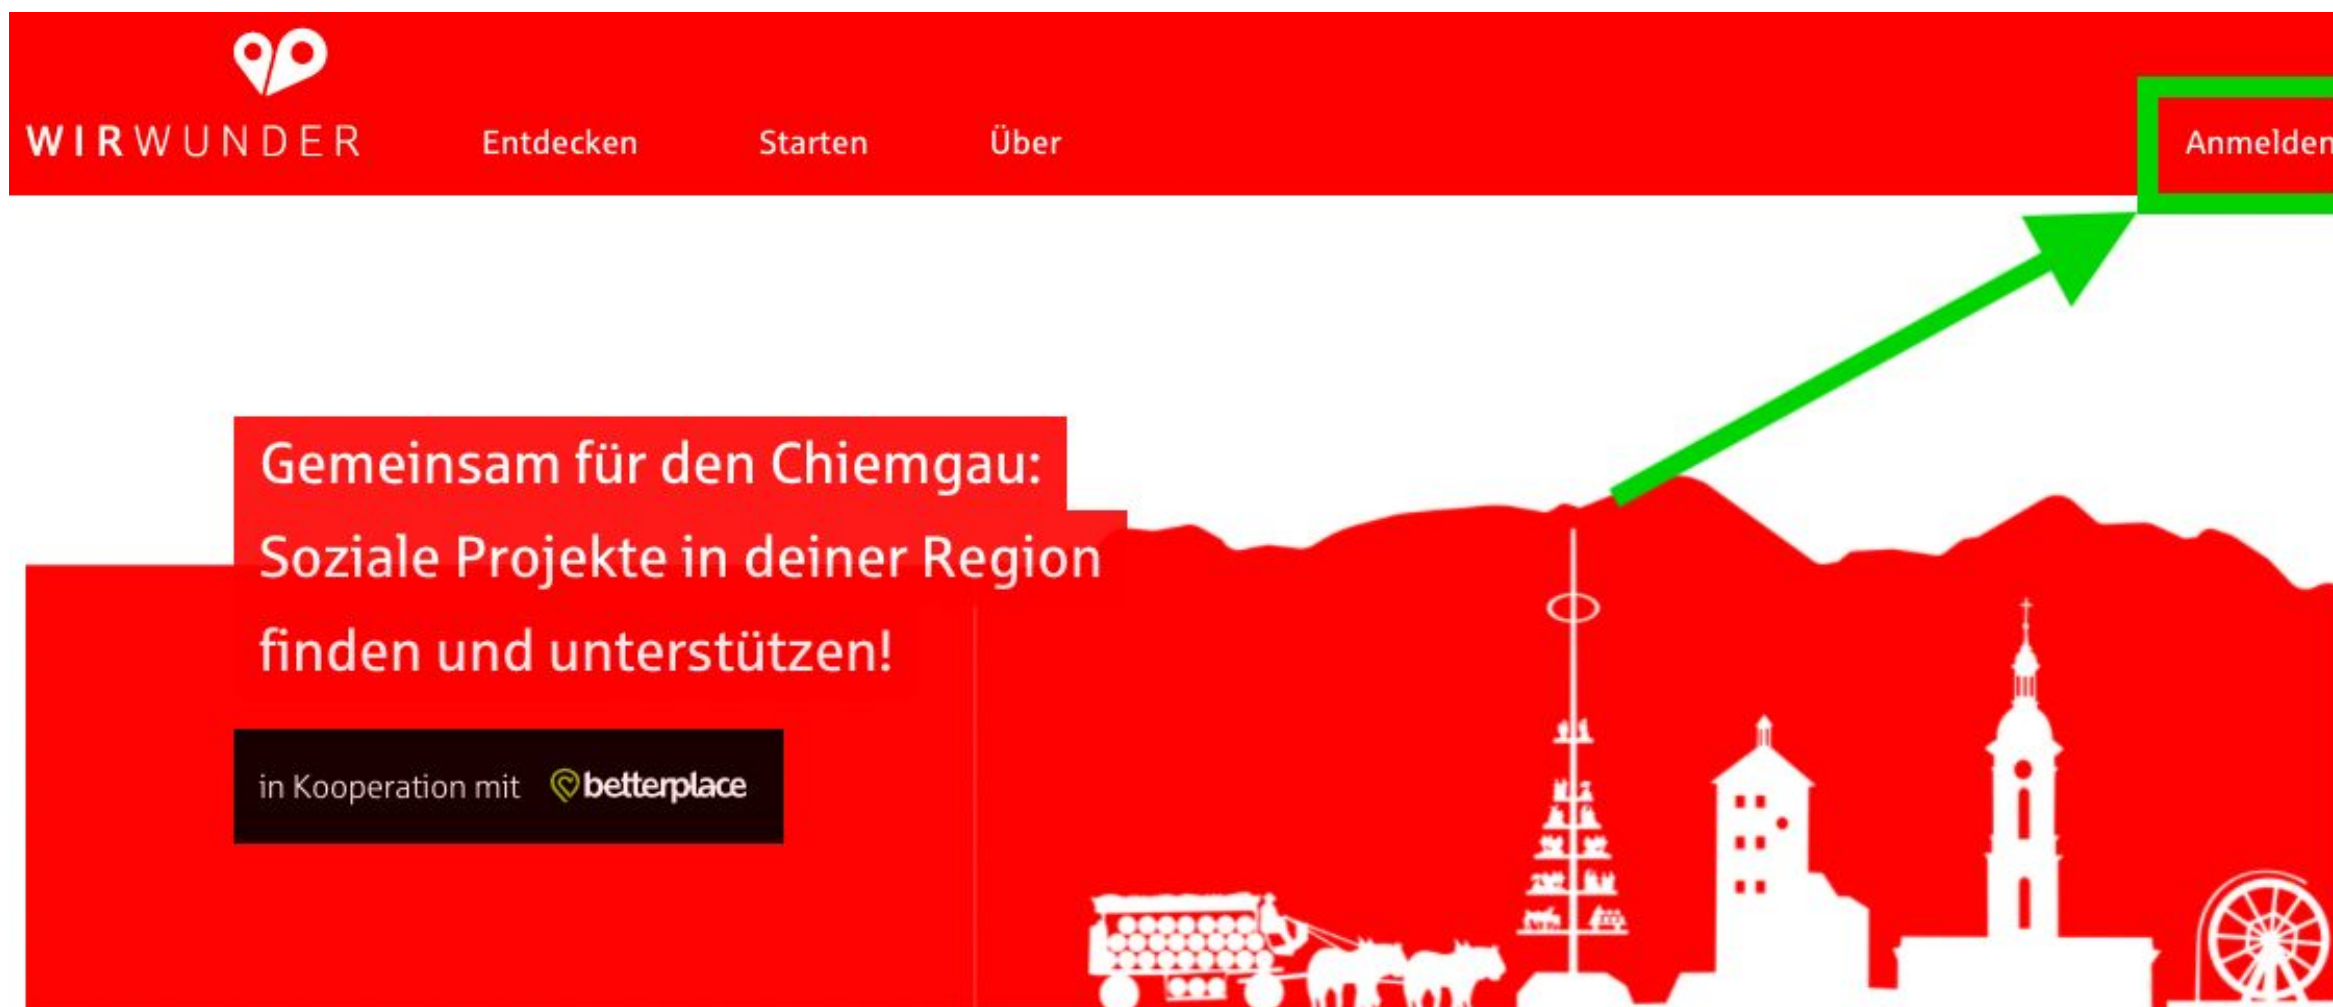 WIRWUNDER
Entdecken
Starten
Über
Anmelden
Gemeinsam für den Chiemgau:
Soziale Projekte in deiner Region
finden und unterstützen!
in Kooperation mit betterplace